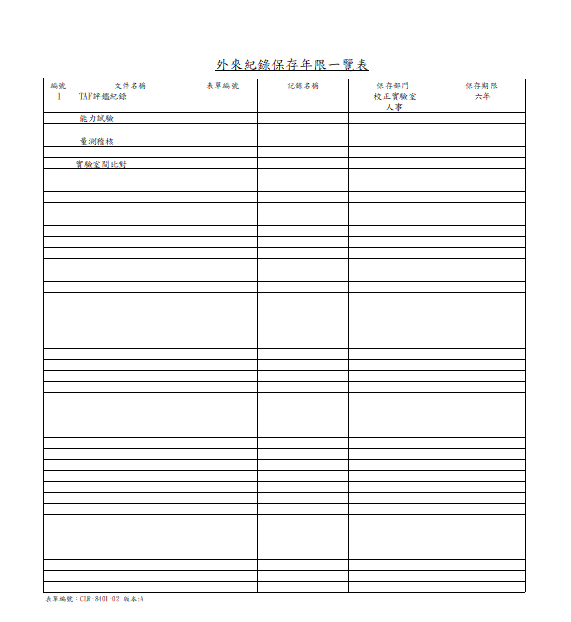 外來紀錄保存年限一覽表
編號 文件名稱 表單編號 紀錄名稱 保存部門 保存期限
1 TAF評鑑紀錄 校正實驗室 六年
人事
能力試驗
量測稽核
實驗室間比對
表單編號：CLR-8401-02 版本:A